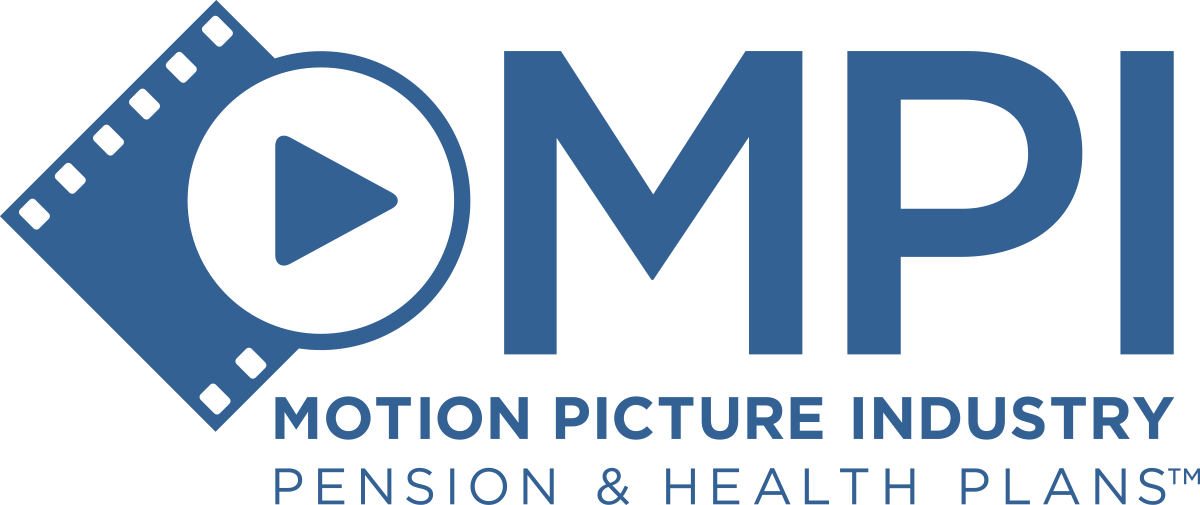 MPI
MOTION PICTURE INDUSTRY
PENSION & HEALTH PLANS™